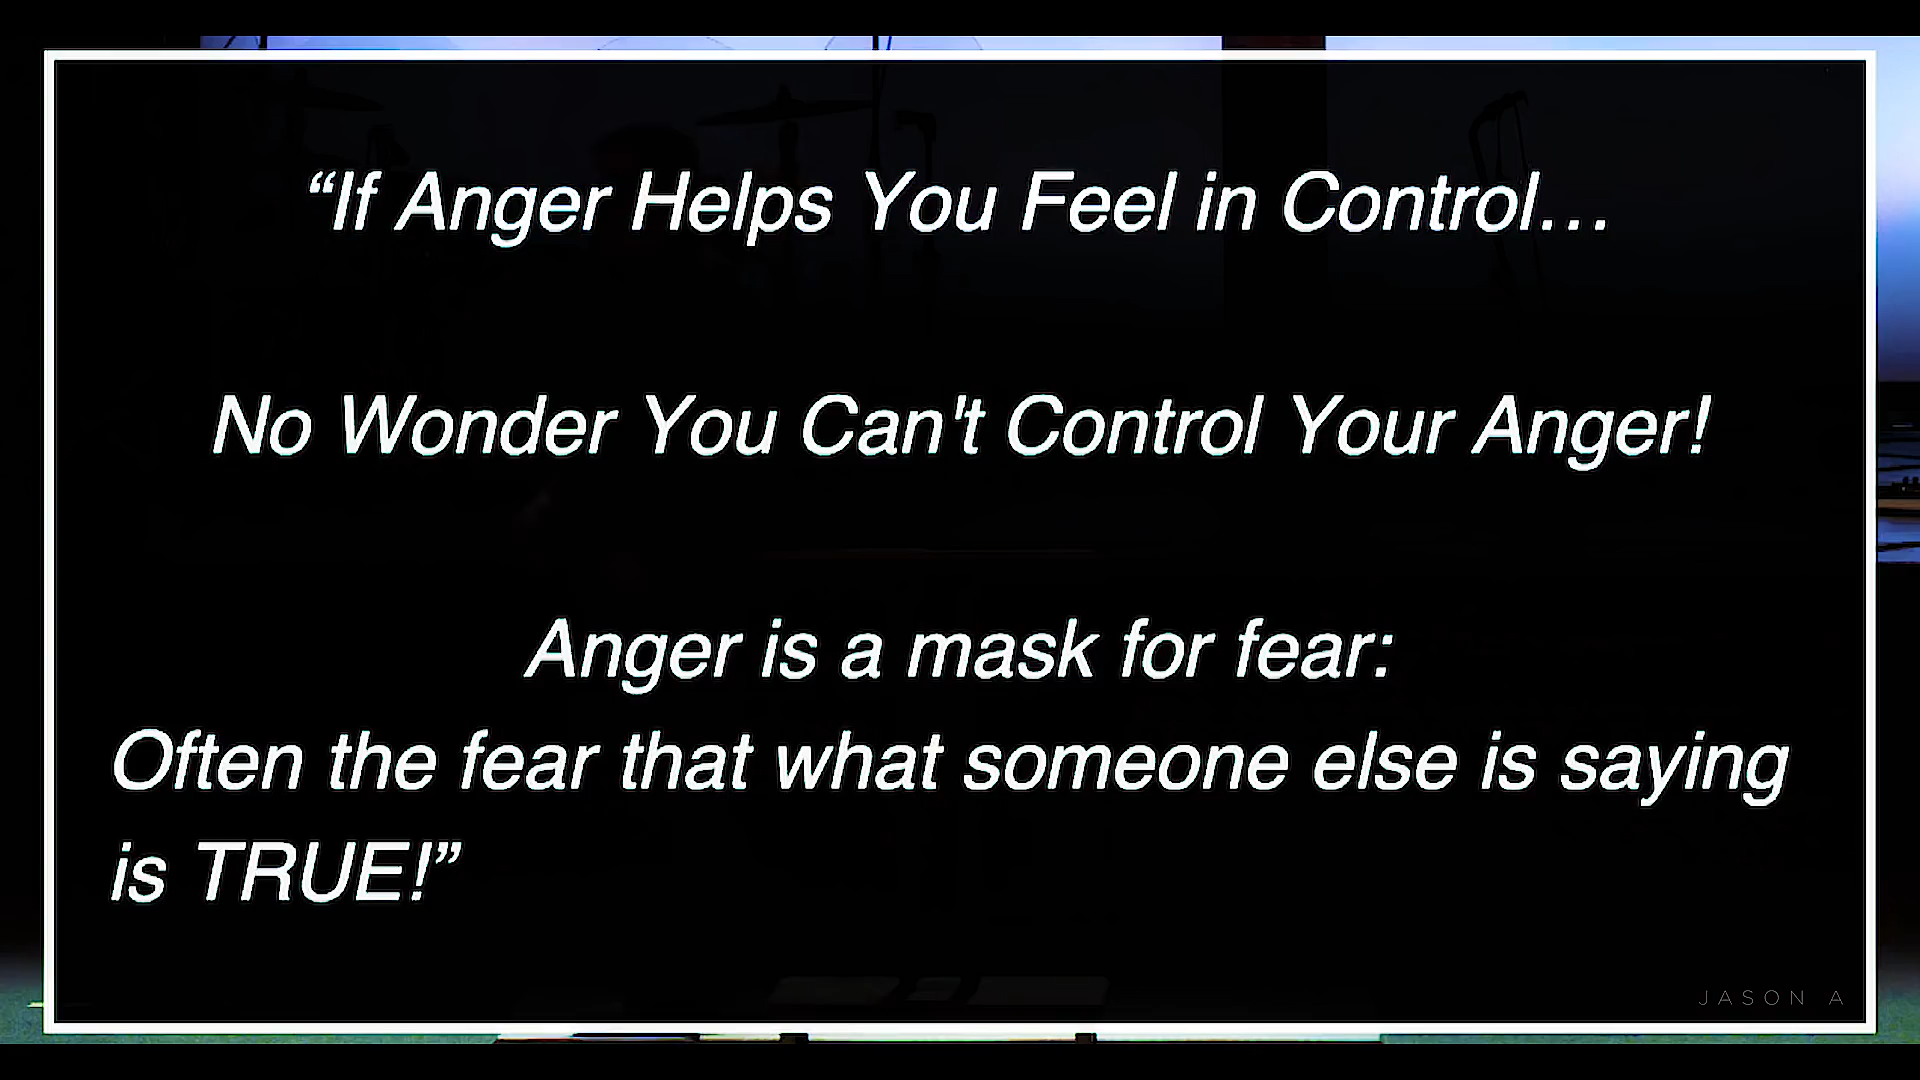 “If Anger Helps You Feel in Control…
No Wonder You Can't Control Your Anger!
Anger is a mask for fear:
Often the fear that what someone else is saying
is TRUE!”
JASON A